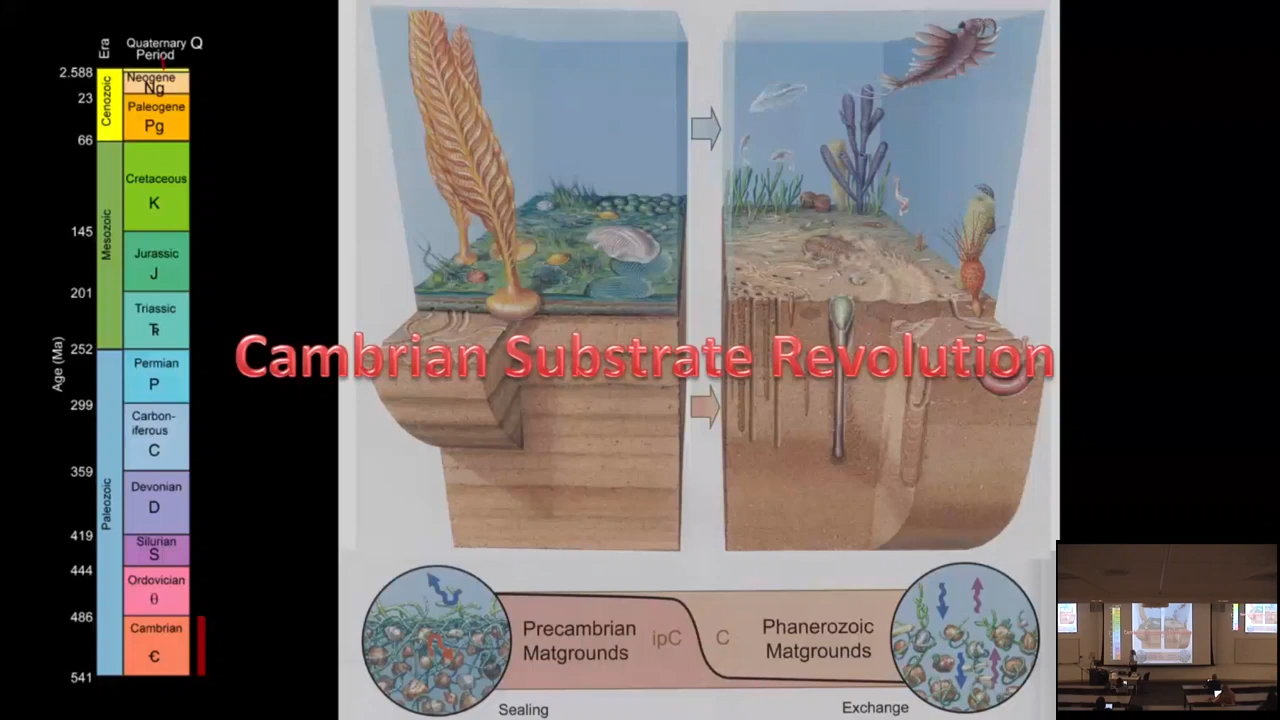 Era
Quaternary Q
Period
2.588
Neogene
Ng
23
Cenozoic
Paleogene
Pg
66
Cretaceous
K
145
Mesozoic
Jurassic
J
201
Triassic
Ŧ
252
Age (Ma)
Permian
P
299
Carbon-
iferous
C
359
Paleozoic
Devonian
D
419
Silurian
S
444
Ordovician
θ
486
Cambrian
Є
541
Cambrian Substrate Revolution
Precambrian
Matgrounds
ipC
C
Phanerozoic
Matgrounds
Sealing
Exchange